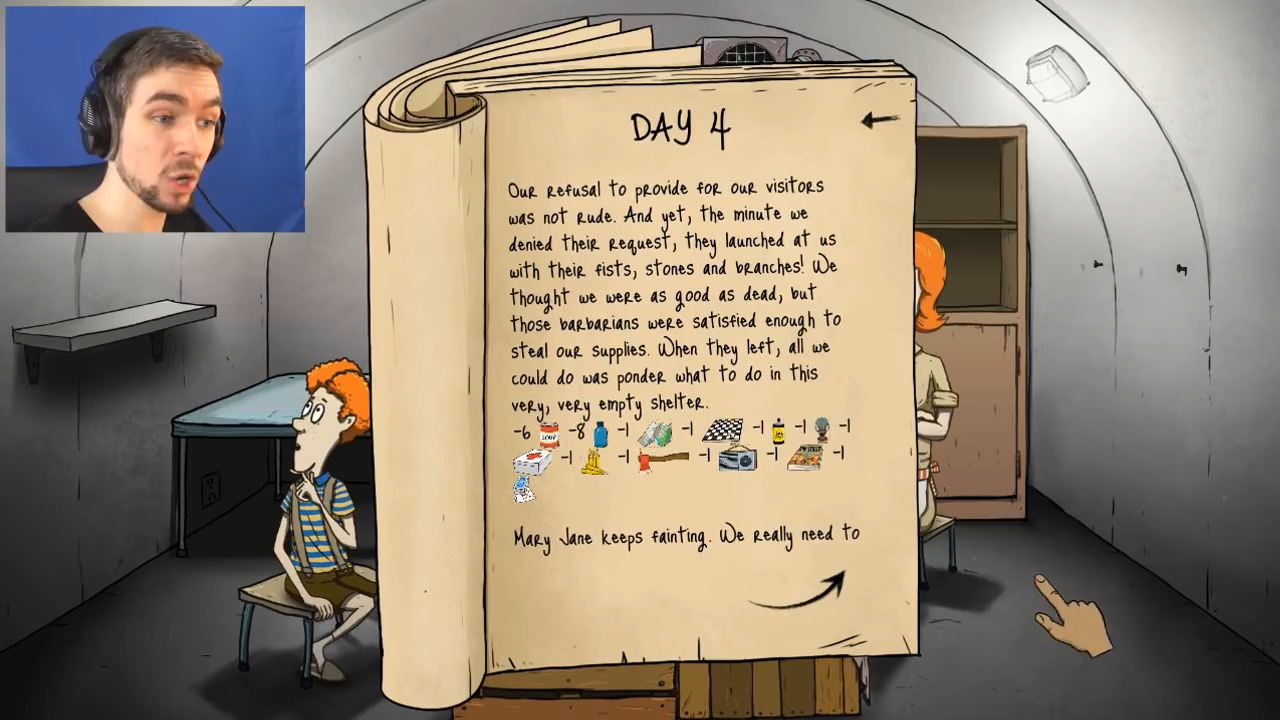 DAY 4
Our refusal to provide for our visitors
was not rude. And yet, the minute we
denied their request, they launched at us
with their fists, stones and branches! We
thought we were as good as dead, but
those barbarians were satisfied enough to
steal our supplies. When they left, all we
could do was ponder what to do in this
very, very empty shelter.
-6 SOUP -8 -1 -1 -1 -1 -1
-1 -1 -1 -1 -1
Mary Jane keeps fainting. We really need to